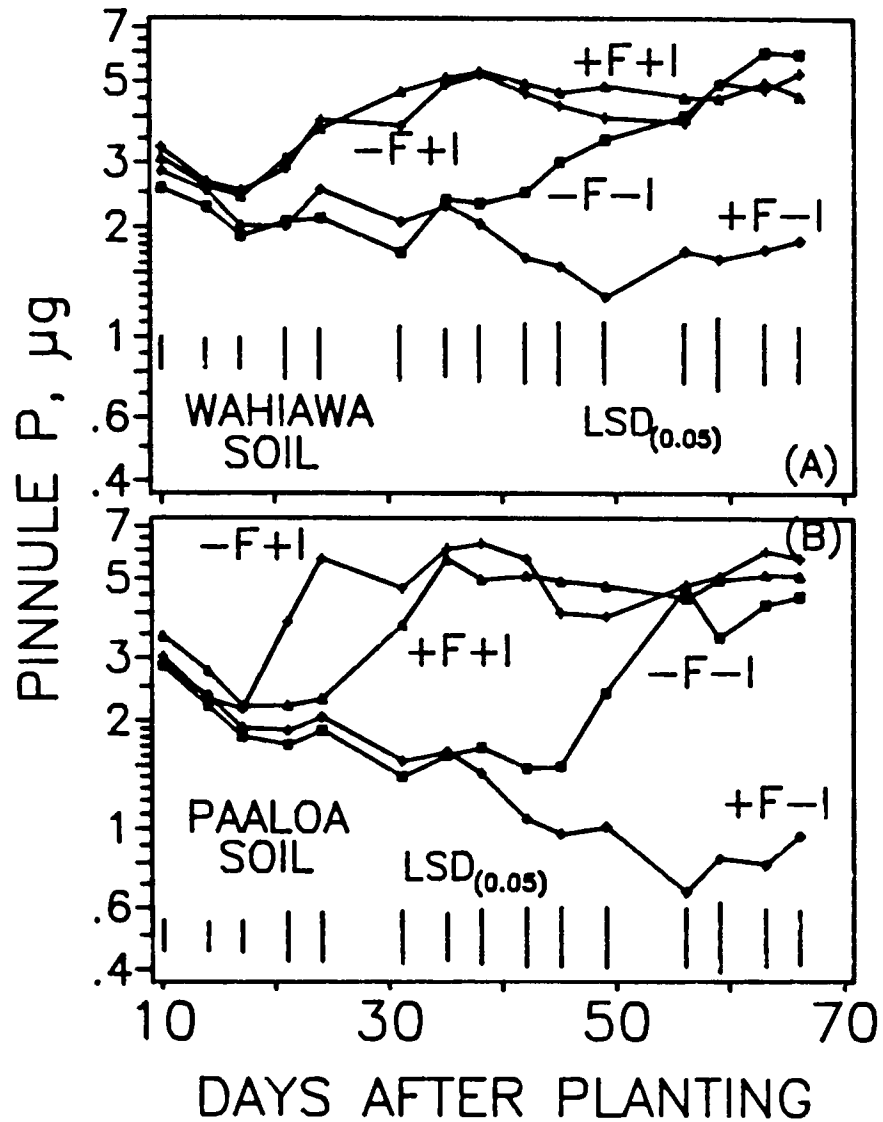 PINNULE P, µg
7
5
3
2
1
.6
.4
+F+I
-F+I
-F-I
+F-I
WAHIAWA
SOIL
LSD(0.05)
(A)
7
5
3
2
1
.6
.4
-F+I
(B)
+F+I
-F-I
+F-I
PAALOA
SOIL
LSD(0.05)
10 30 50 70
DAYS AFTER PLANTING